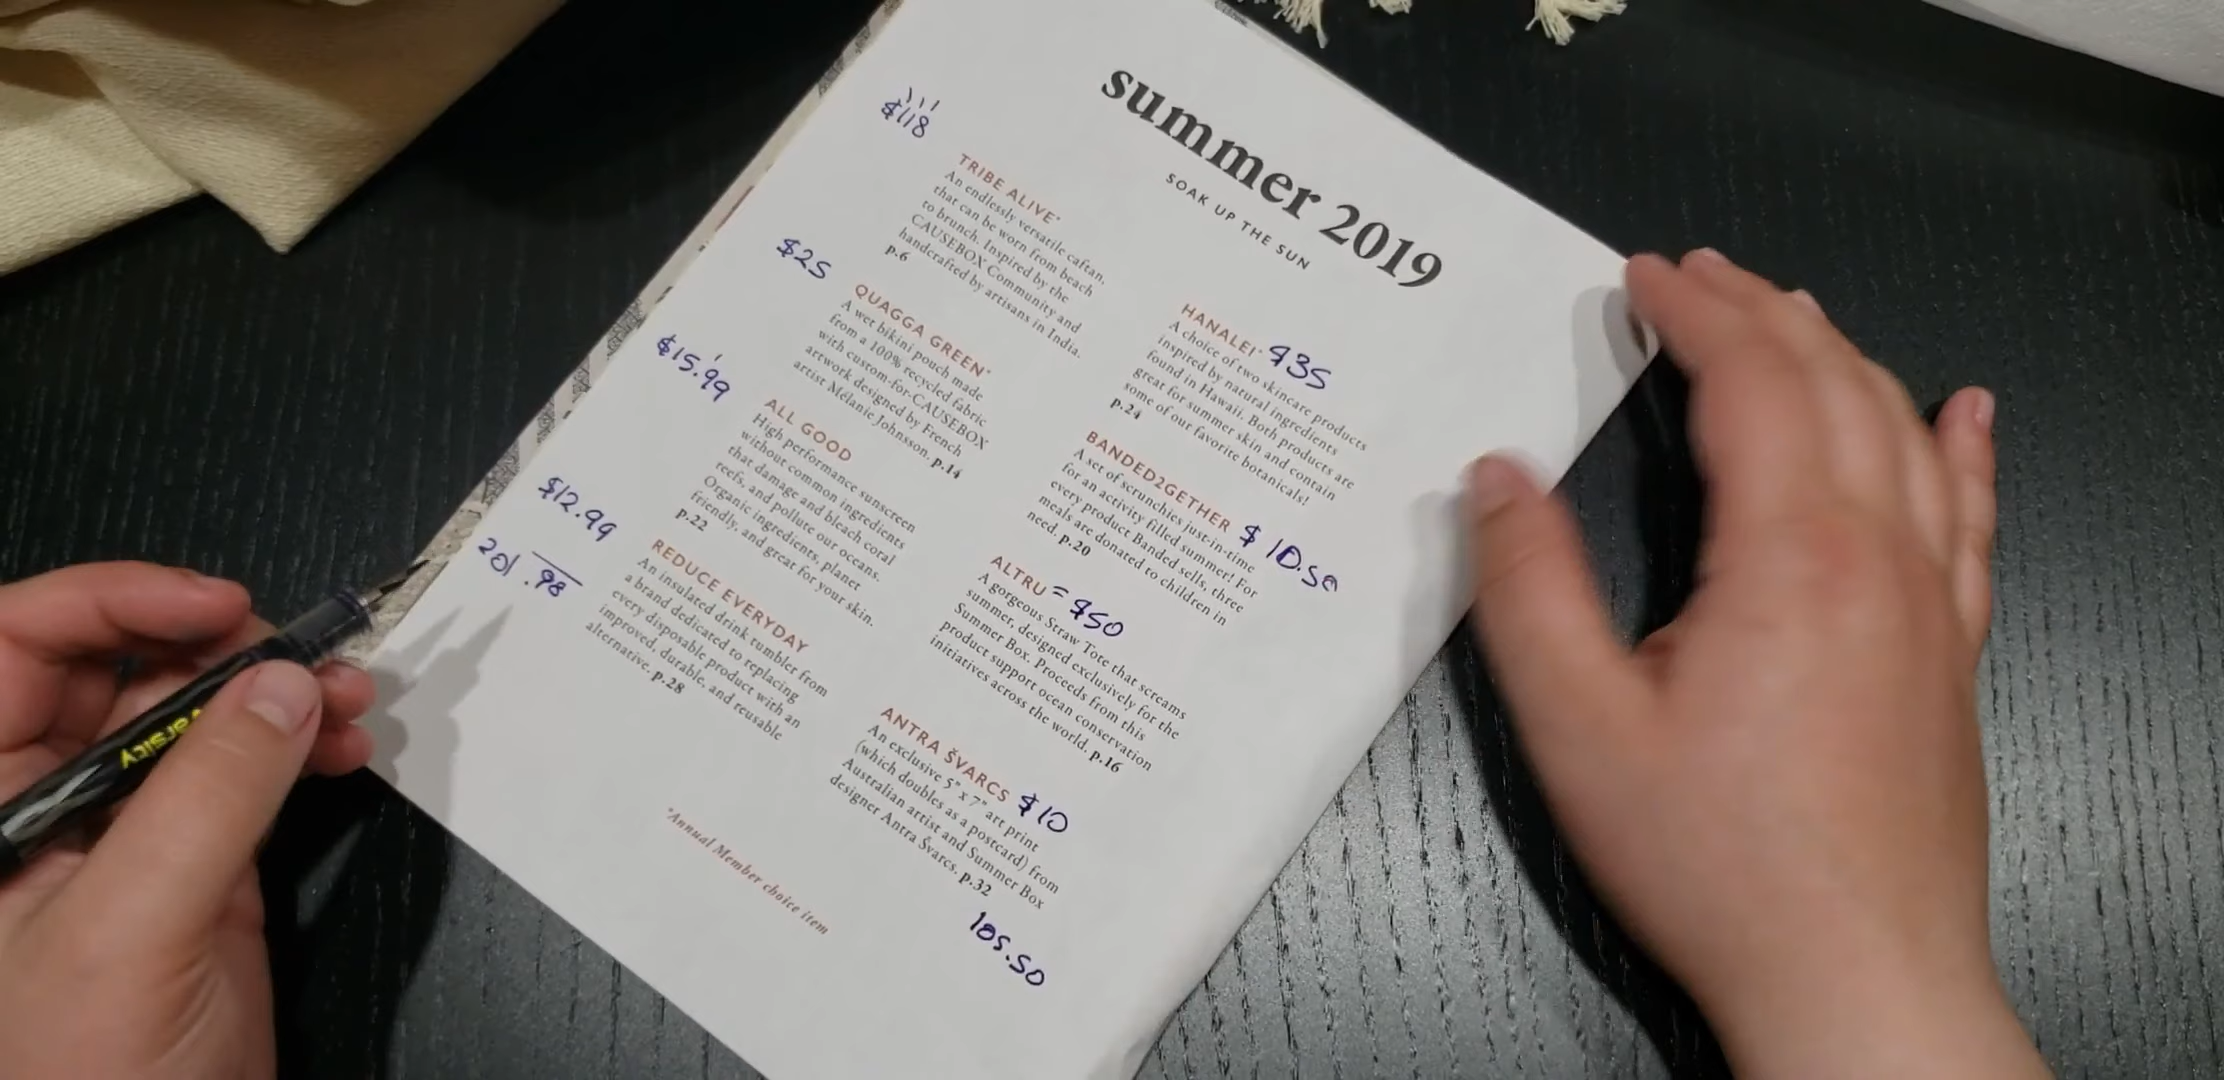 summer 2019
SOAK UP THE SUN
$118
TRIBE ALIVE*
An endlessly versatile caftan,
that can be worn from beach
to brunch. Inspired by the
CAUSEBOX Community and
handcrafted by artisans in India.
p.6
$25
QUAGGA GREEN*
A wet bikini pouch made
from a 100% recycled fabric
with custom-for-CAUSEBOX
artwork designed by French
artist Mélanie Johnsson. p.14
$15.99
ALL GOOD
High performance sunscreen
without common ingredients
that damage and bleach coral
reefs, and pollute our oceans.
Organic ingredients, planet
friendly, and great for your skin.
p.22
$12.99
REDUCE EVERYDAY
An insulated drink tumbler from
a brand dedicated to replacing
every disposable product with an
improved, durable, and reusable
alternative. p.28
201.98
HANALEI* $35
A choice of two skincare products
inspired by natural ingredients
found in Hawaii. Both products are
great for summer skin and contain
some of our favorite botanicals!
p.24
BANDED2GETHER $10.50
A set of scrunchies just-in-time
for an activity filled summer! For
every product Banded sells, three
meals are donated to children in
need. p.20
ALTRU = $50
A gorgeous Straw Tote that screams
summer, designed exclusively for the
Summer Box. Proceeds from this
product support ocean conservation
initiatives across the world. p.16
ANTRA ŠVARCS $10
An exclusive 5" x 7" art print
(which doubles as a postcard) from
Australian artist and Summer Box
designer Antra Švarcs. p.32
105.50
*Annual Member choice item
varsity